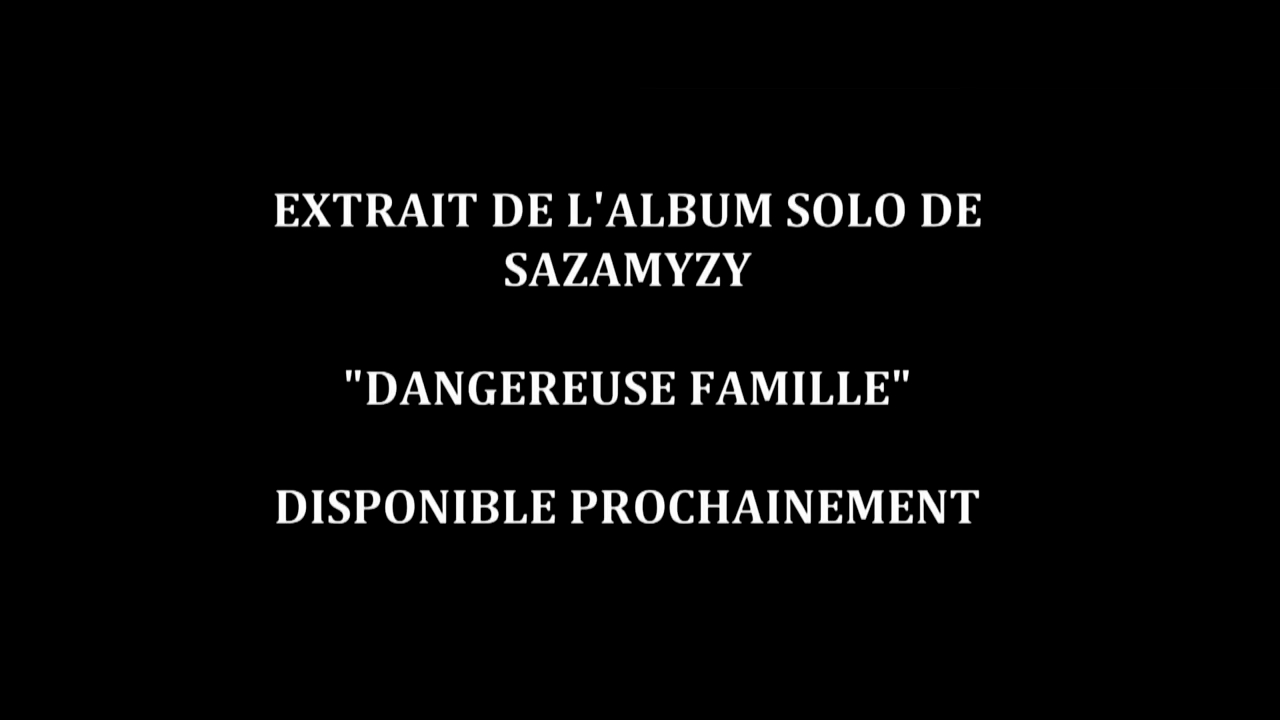 EXTRAIT DE L'ALBUM SOLO DE
SAZAMYZY
"DANGEREUSE FAMILLE"
DISPONIBLE PROCHAINEMENT